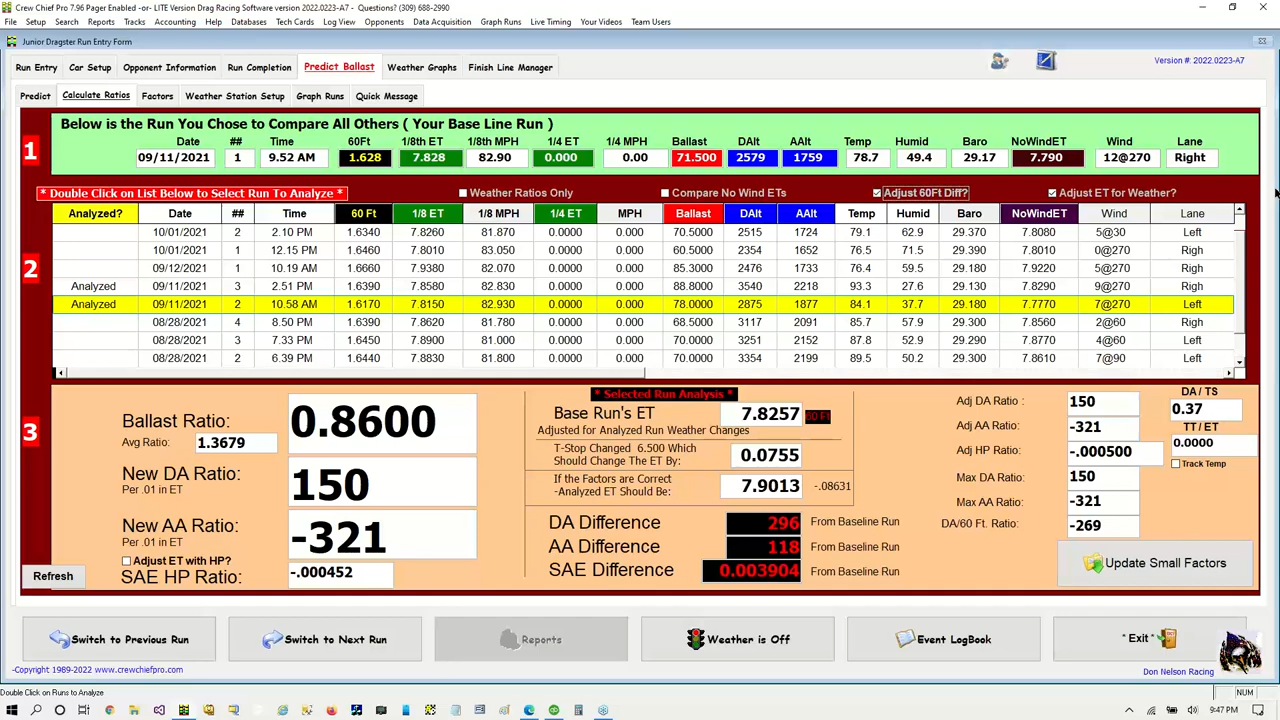 Crew Chief Pro 7.96 Pager Enabled -or- LITE Version Drag Racing Software version 2022.0223-A7 - Questions? (309) 688-2990
File Setup Search Reports Tracks Accounting Help Databases Tech Cards Log View Opponents Data Acquisition Graph Runs Live Timing Your Videos Team Users
Junior Dragster Run Entry Form
Run Entry Car Setup Opponent Information Run Completion Predict Ballast Weather Graphs Finish Line Manager Version #: 2022.0223-A7
Predict Calculate Ratios Factors Weather Station Setup Graph Runs Quick Message
Below is the Run You Chose to Compare All Others ( Your Base Line Run )
Date ## Time 60Ft 1/8th ET 1/8th MPH 1/4 ET 1/4 MPH Ballast DAlt AAlt Temp Humid Baro NoWindET Wind Lane
1 09/11/2021 1 9.52 AM 1.628 7.828 82.90 0.000 0.00 71.500 2579 1759 78.7 49.4 29.17 7.790 12@270 Right
* Double Click on List Below to Select Run To Analyze * Weather Ratios Only Compare No Wind ETs Adjust 60Ft Diff? Adjust ET for Weather?
Analyzed? Date ## Time 60 Ft 1/8 ET 1/8 MPH 1/4 ET MPH Ballast DAlt AAlt Temp Humid Baro NoWindET Wind Lane
10/01/2021 2 2.10 PM 1.6340 7.8260 81.870 0.0000 0.000 70.5000 2515 1724 79.1 62.9 29.370 7.8080 5@30 Left
10/01/2021 1 12.15 PM 1.6460 7.8010 83.050 0.0000 0.000 60.5000 2354 1652 76.5 71.5 29.390 7.8010 0@270 Righ
2 09/12/2021 1 10.19 AM 1.6660 7.9380 82.070 0.0000 0.000 85.3000 2476 1733 76.4 59.5 29.180 7.9220 5@270 Righ
Analyzed 09/11/2021 3 2.51 PM 1.6390 7.8580 82.830 0.0000 0.000 88.8000 3540 2218 93.3 27.6 29.130 7.8290 9@270 Righ
Analyzed 09/11/2021 2 10.58 AM 1.6170 7.8150 82.930 0.0000 0.000 78.0000 2875 1877 84.1 37.7 29.180 7.7770 7@270 Left
08/28/2021 4 8.50 PM 1.6390 7.8620 81.780 0.0000 0.000 68.5000 3117 2091 85.7 57.9 29.300 7.8560 2@60 Righ
08/28/2021 3 7.33 PM 1.6450 7.8900 81.000 0.0000 0.000 70.0000 3251 2152 87.8 52.9 29.290 7.8770 4@60 Left
08/28/2021 2 6.39 PM 1.6440 7.8830 81.800 0.0000 0.000 70.0000 3354 2199 89.5 50.2 29.300 7.8610 7@90 Left
3
Ballast Ratio: 0.8600
Avg Ratio: 1.3679
New DA Ratio: 150
Per .01 in ET
New AA Ratio: -321
Per .01 in ET
Adjust ET with HP?
Refresh SAE HP Ratio: -.000452
* Selected Run Analysis *
Base Run's ET 7.8257 60 Ft
Adjusted for Analyzed Run Weather Changes
T-Stop Changed 6.500 Which
Should Change The ET By: 0.0755
If the Factors are Correct
-Analyzed ET Should Be: 7.9013 -.08631
DA Difference 296 From Baseline Run
AA Difference 118 From Baseline Run
SAE Difference 0.003904 From Baseline Run
Adj DA Ratio : 150
Adj AA Ratio: -321
Adj HP Ratio: -.000500
Max DA Ratio: 150
Max AA Ratio: -321
DA/60 Ft. Ratio: -269
DA / TS
0.37
TT / ET
0.0000
Track Temp
Update Small Factors
Switch to Previous Run Switch to Next Run Reports Weather is Off Event LogBook * Exit *
-Copyright 1989-2022 www.crewchiefpro.com Don Nelson Racing
Double Click on Runs to Analyze NUM
9:47 PM